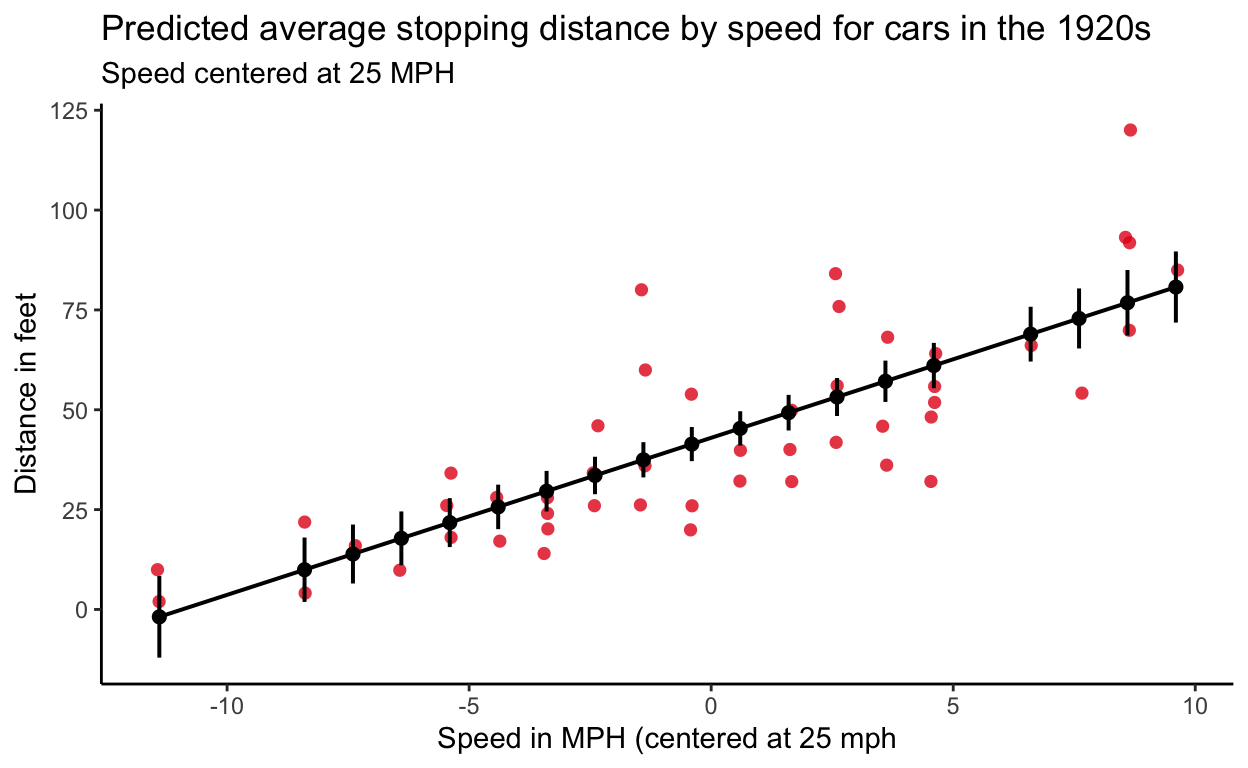 Predicted average stopping distance by speed for cars in the 1920s
Speed centered at 25 MPH
125
100
75
50
25
0
Distance in feet
-10
-5
0
5
10
Speed in MPH (centered at 25 mph